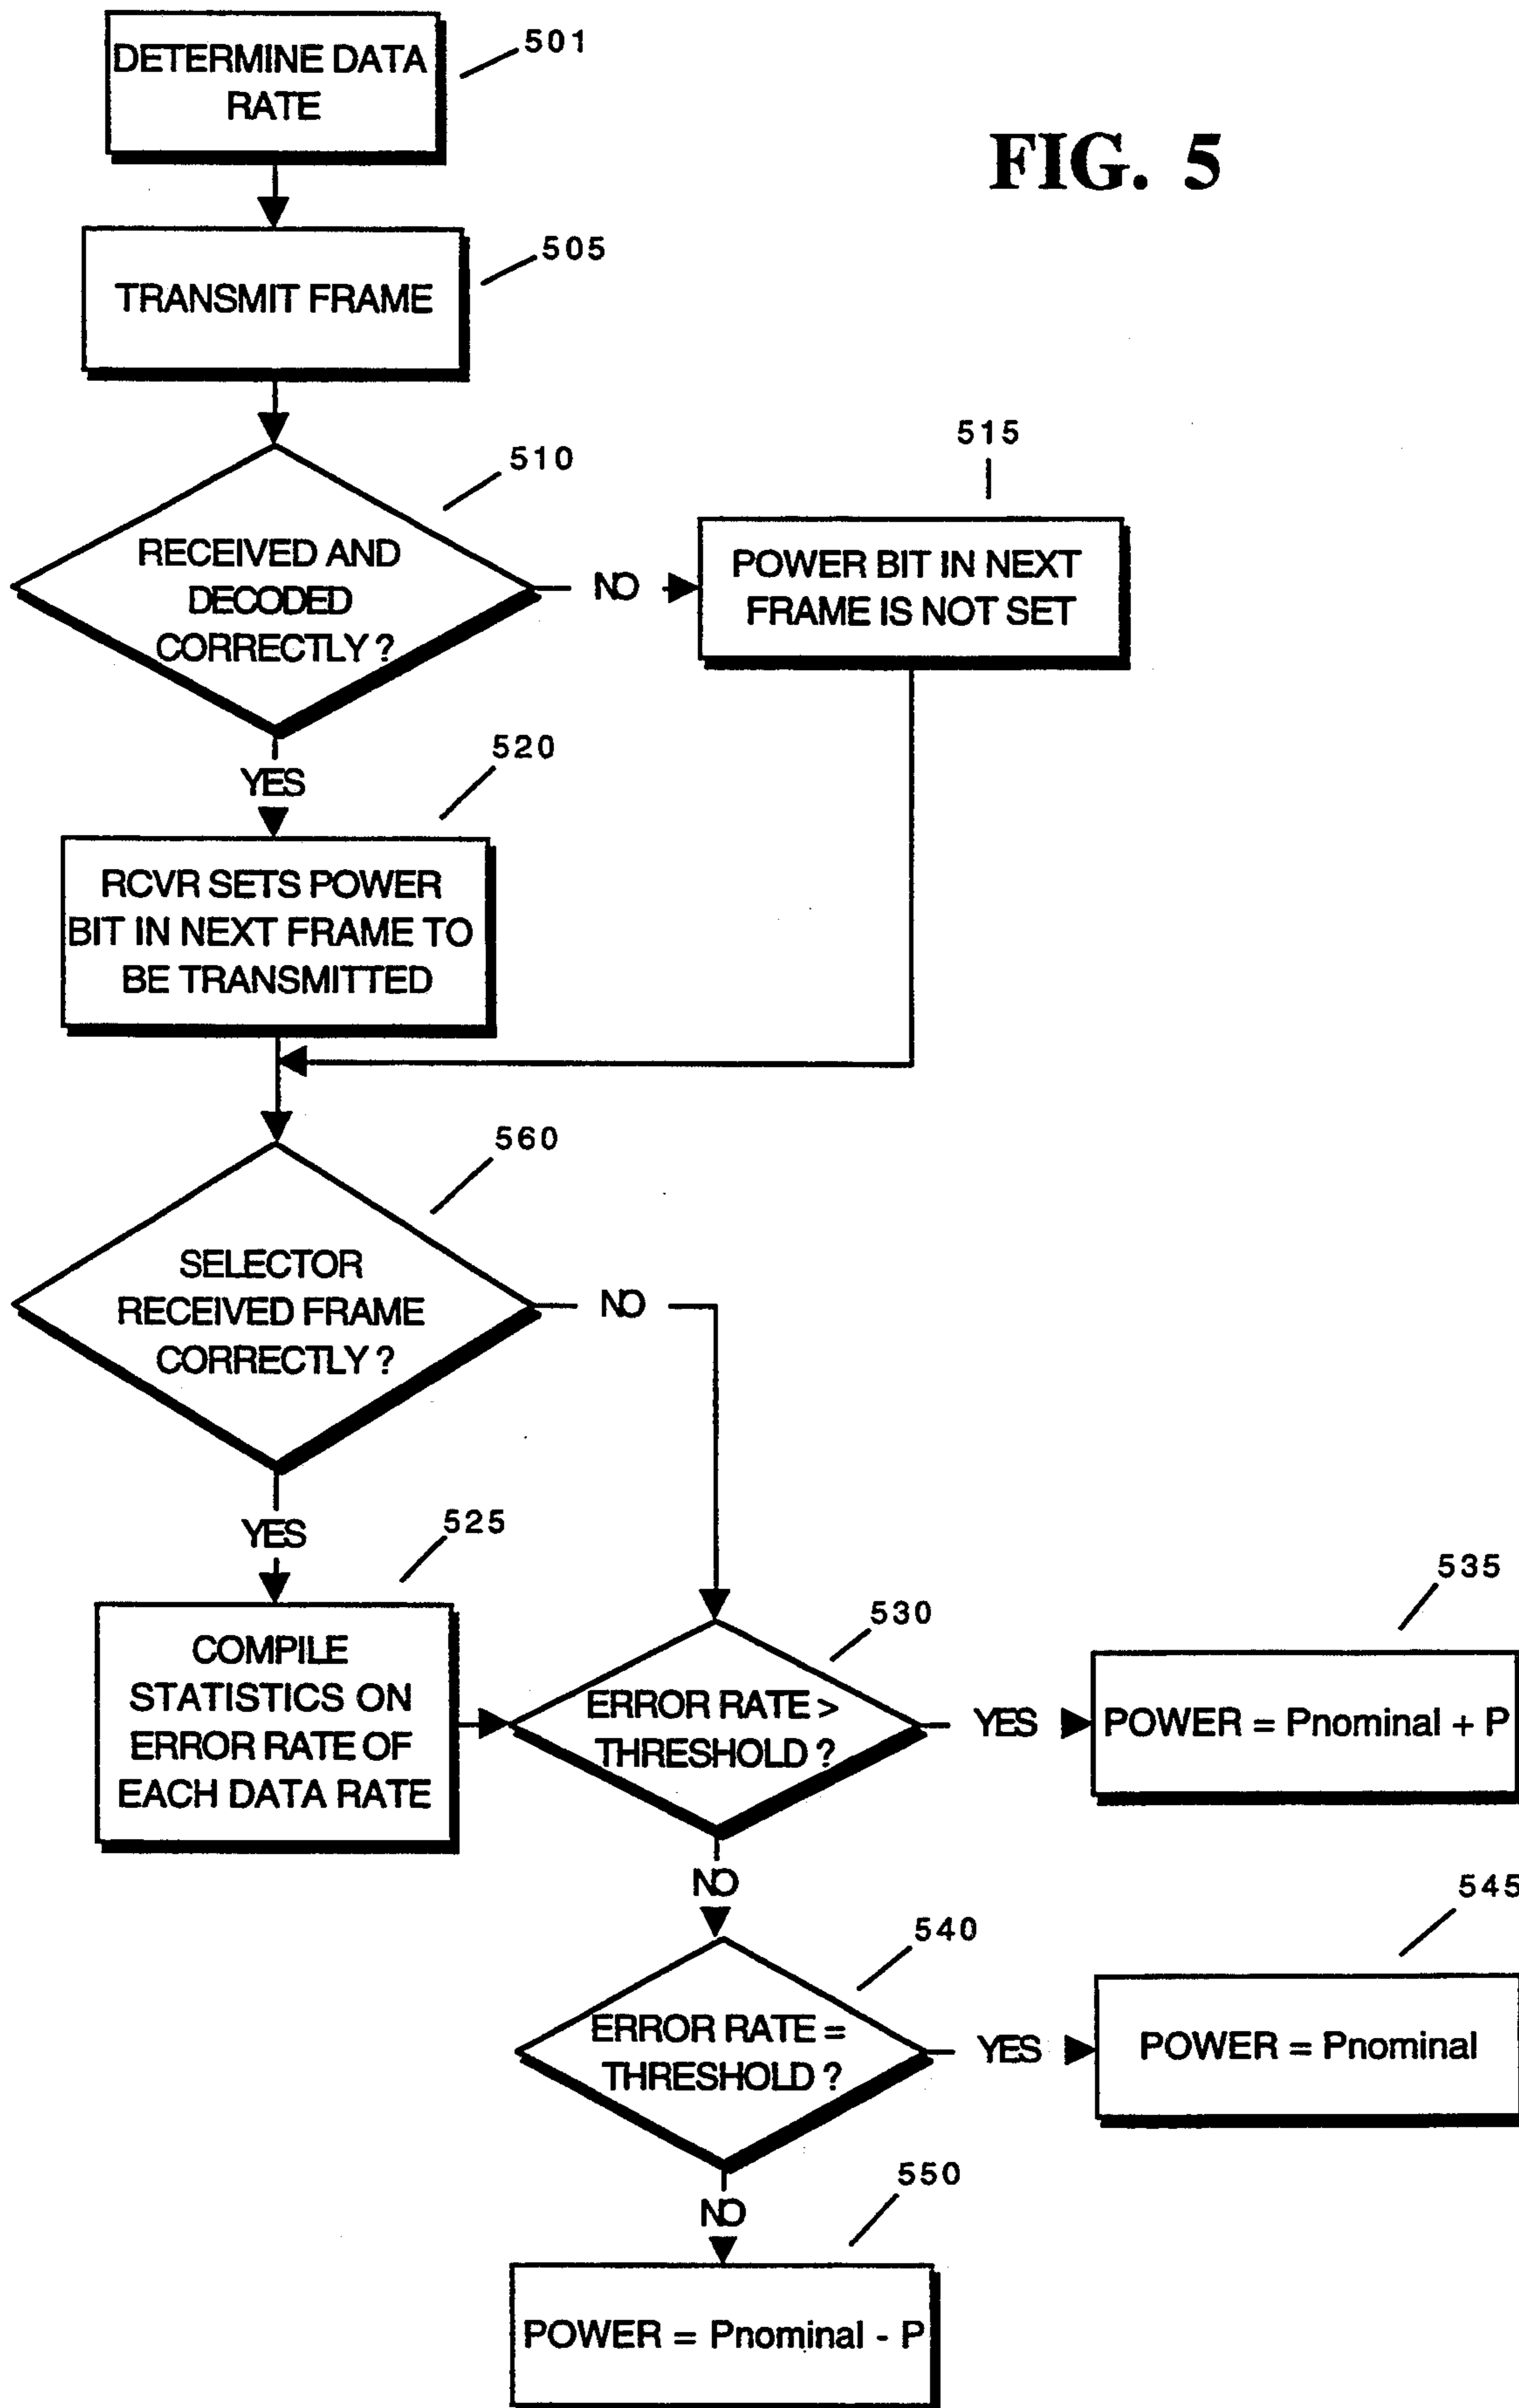 DETERMINE DATA
RATE
501
FIG. 5
TRANSMIT FRAME
505
RECEIVED AND
DECODED
CORRECTLY ?
510
NO
515
POWER BIT IN NEXT
FRAME IS NOT SET
YES
520
RCVR SETS POWER
BIT IN NEXT FRAME TO
BE TRANSMITTED
560
SELECTOR
RECEIVED FRAME
CORRECTLY ?
NO
YES
525
COMPILE
STATISTICS ON
ERROR RATE OF
EACH DATA RATE
530
ERROR RATE >
THRESHOLD ?
YES
535
POWER = Pnominal + P
NO
540
ERROR RATE =
THRESHOLD ?
YES
545
POWER = Pnominal
NO
550
POWER = Pnominal - P